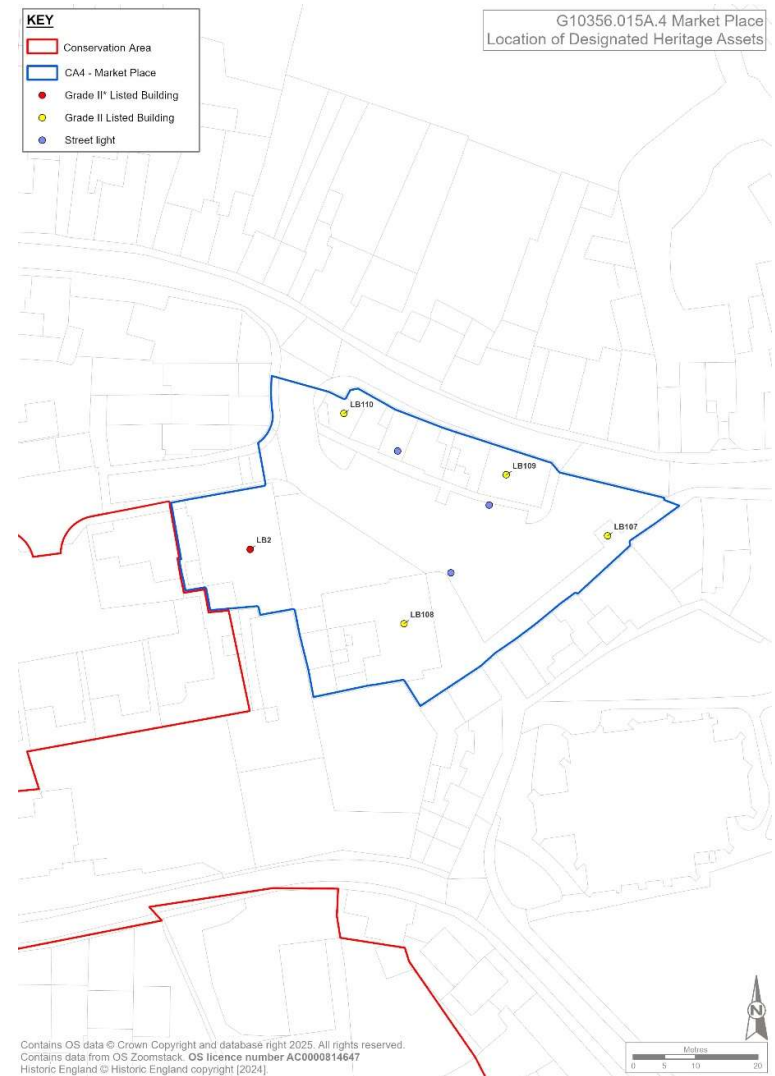 KEY
Conservation Area
CA4 - Market Place
Grade II* Listed Building
Grade II Listed Building
Street light
G10356.015A.4 Market Place
Location of Designated Heritage Assets
LB110
LB109
LB107
LB2
LB108
N
Metres
0 5 10 20
Contains OS data © Crown Copyright and database right 2025. All rights reserved.
Contains data from OS Zoomstack. OS licence number AC0000814647
Historic England © Historic England copyright [2024].